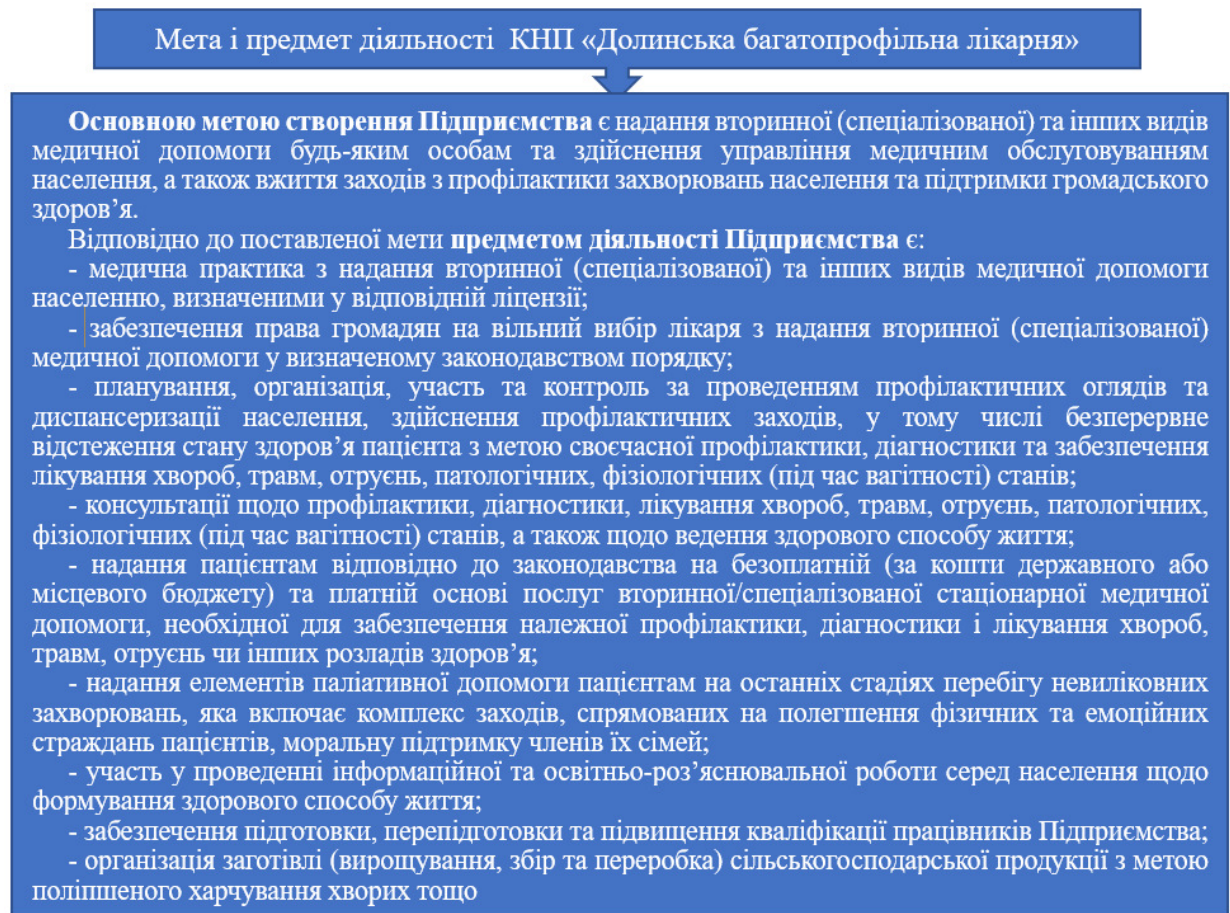 Мета і предмет діяльності КНП «Долинська багатопрофільна лікарня»
Основною метою створення Підприємства є надання вторинної (спеціалізованої) та інших видів
медичної допомоги будь-яким особам та здійснення управління медичним обслуговуванням
населення, а також вжиття заходів з профілактики захворювань населення та підтримки громадського
здоров’я.
Відповідно до поставленої мети предметом діяльності Підприємства є:
- медична практика з надання вторинної (спеціалізованої) та інших видів медичної допомоги
населенню, визначеними у відповідній ліцензії;
- забезпечення права громадян на вільний вибір лікаря з надання вторинної (спеціалізованої)
медичної допомоги у визначеному законодавством порядку;
- планування, організація, участь та контроль за проведенням профілактичних оглядів та
диспансеризації населення, здійснення профілактичних заходів, у тому числі безперервне
відстеження стану здоров’я пацієнта з метою своєчасної профілактики, діагностики та забезпечення
лікування хвороб, травм, отруєнь, патологічних, фізіологічних (під час вагітності) станів;
- консультації щодо профілактики, діагностики, лікування хвороб, травм, отруєнь, патологічних,
фізіологічних (під час вагітності) станів, а також щодо ведення здорового способу життя;
- надання пацієнтам відповідно до законодавства на безоплатній (за кошти державного або
місцевого бюджету) та платній основі послуг вторинної/спеціалізованої стаціонарної медичної
допомоги, необхідної для забезпечення належної профілактики, діагностики і лікування хвороб,
травм, отруєнь чи інших розладів здоров’я;
- надання елементів паліативної допомоги пацієнтам на останніх стадіях перебігу невиліковних
захворювань, яка включає комплекс заходів, спрямованих на полегшення фізичних та емоційних
страждань пацієнтів, моральну підтримку членів їх сімей;
- участь у проведенні інформаційної та освітньо-роз’яснювальної роботи серед населення щодо
формування здорового способу життя;
- забезпечення підготовки, перепідготовки та підвищення кваліфікації працівників Підприємства;
- організація заготівлі (вирощування, збір та переробка) сільськогосподарської продукції з метою
поліпшеного харчування хворих тощо